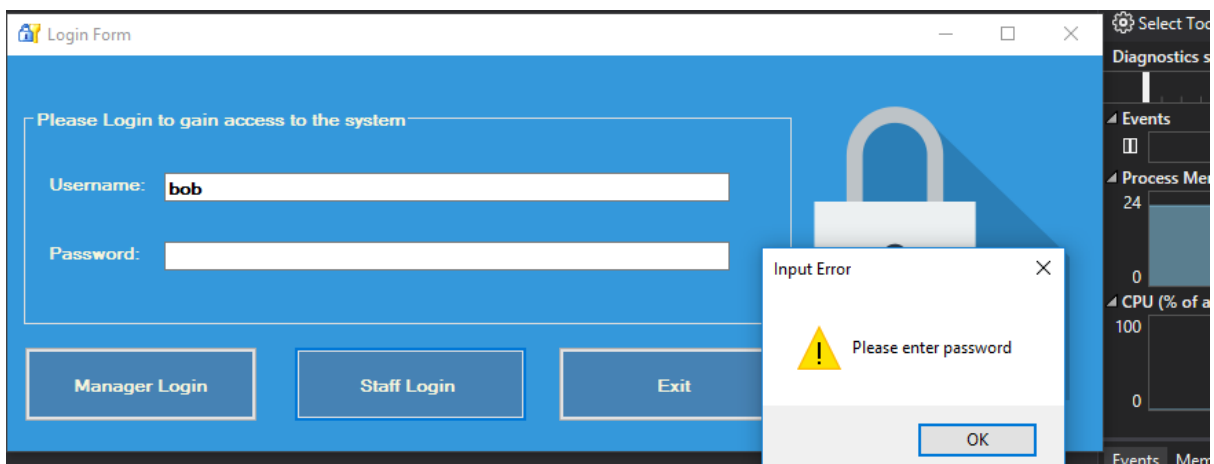 Login Form
Please Login to gain access to the system
Username:
bob
Password:
Manager Login
Staff Login
Exit
Input Error
Please enter password
OK
Select Too
Diagnostics s
Events
Process Mer
24
0
CPU (% of a
100
0
Events Mem